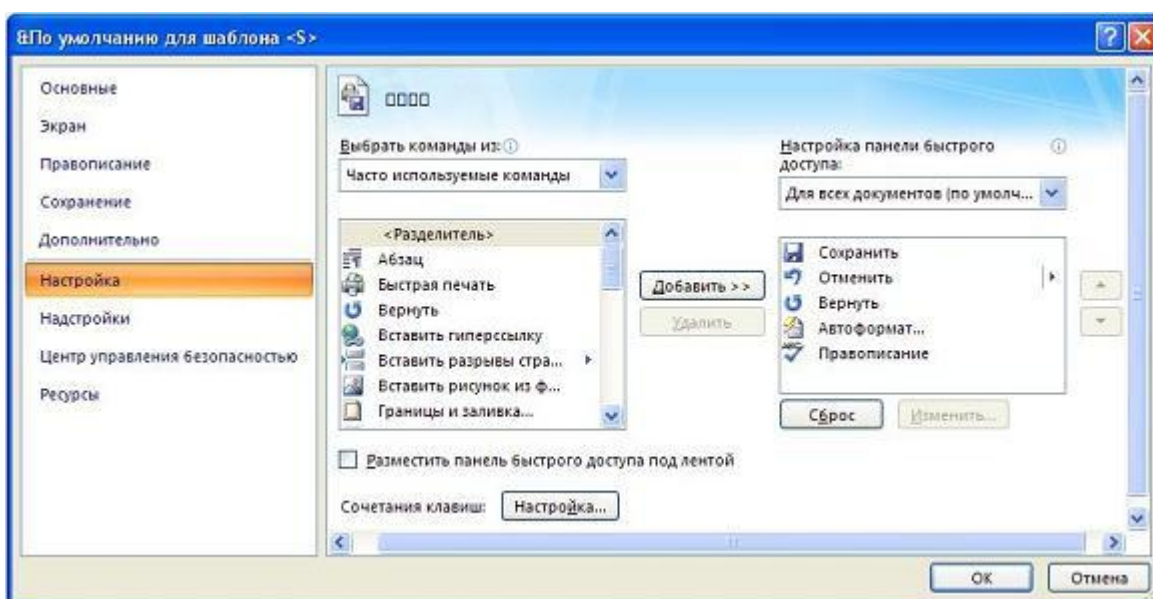 &По умолчанию для шаблона <S>
Основные
Экран
Правописание
Сохранение
Дополнительно
Настройка
Надстройки
Центр управления безопасностью
Ресурсы
□□□□
Выбрать команды из:
Часто используемые команды
<Разделитель>
Абзац
Быстрая печать
Вернуть
Вставить гиперссылку
Вставить разрывы стра...
Вставить рисунок из ф...
Границы и заливка...
Добавить >>
Удалить
Настройка панели быстрого
доступа:
Для всех документов (по умолч...
Сохранить
Отменить
Вернуть
Автоформат...
Правописание
Сброс
Изменить...
Разместить панель быстрого доступа под лентой
Сочетания клавиш:
Настройка...
ОК
Отмена